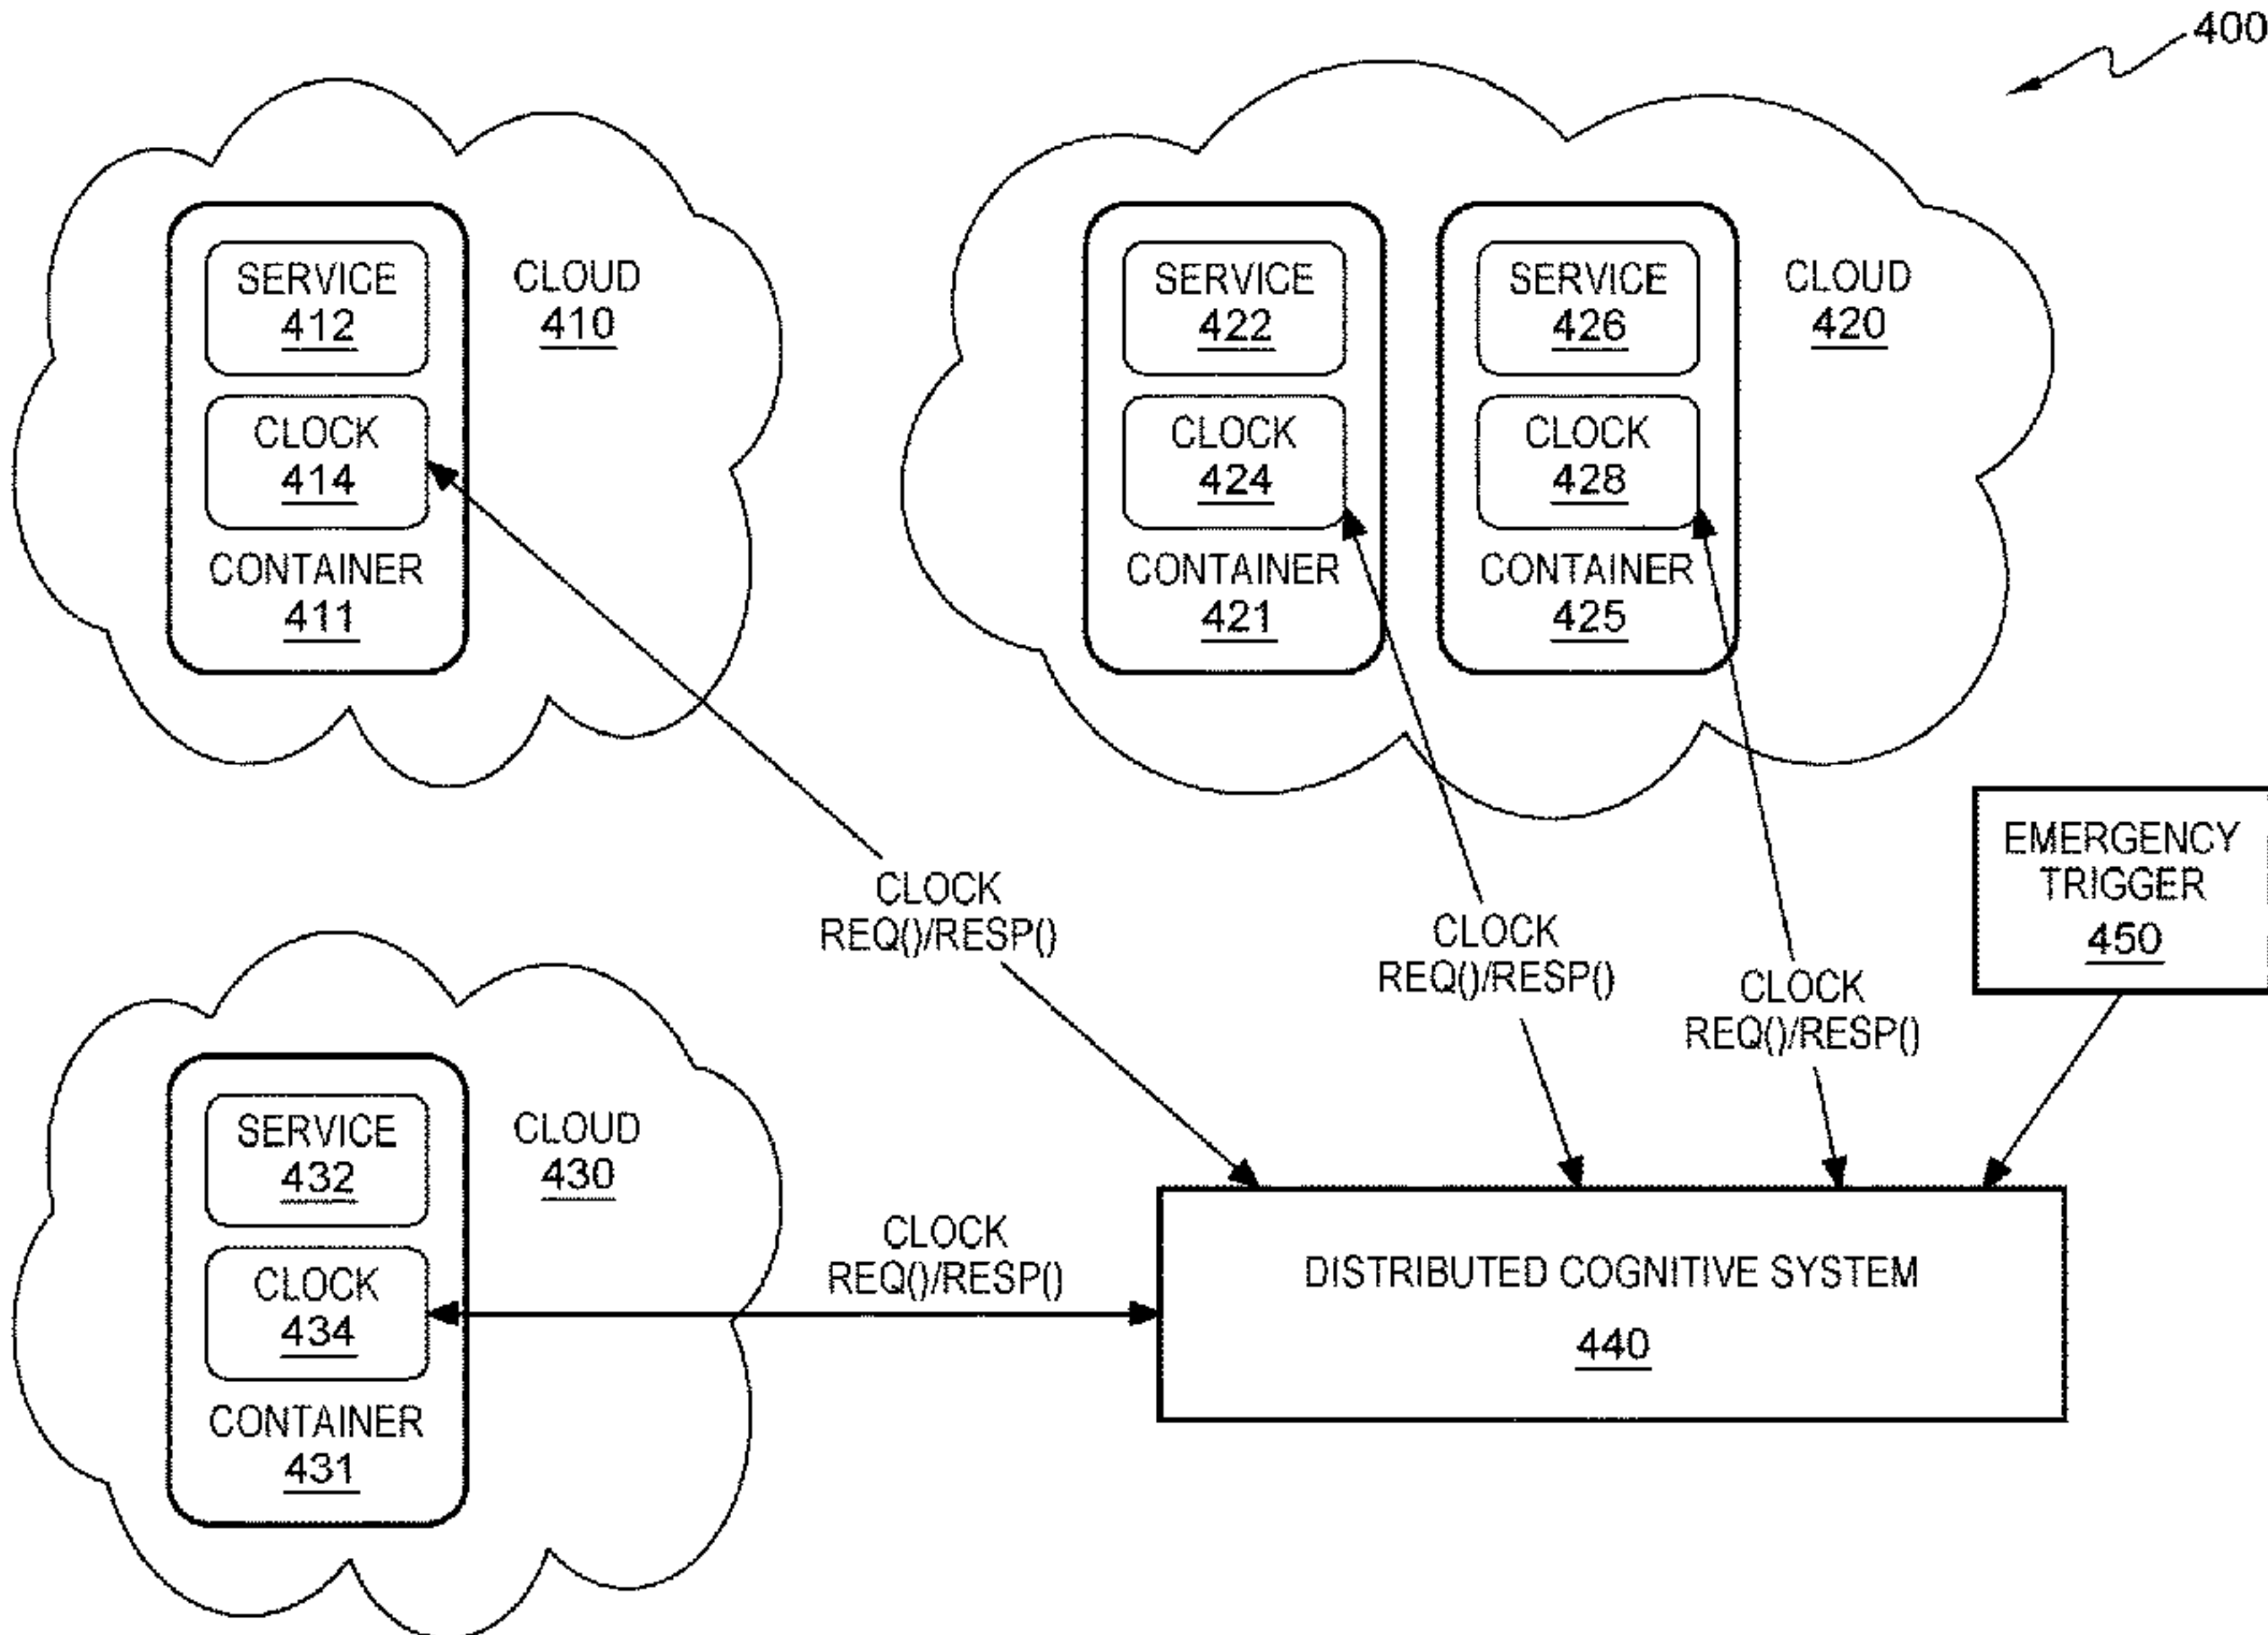 400
SERVICE
412
CLOCK
414
CONTAINER
411
CLOUD
410
SERVICE
422
CLOCK
424
CONTAINER
421
SERVICE
426
CLOCK
428
CONTAINER
425
CLOUD
420
CLOCK
REQ()/RESP()
CLOCK
REQ()/RESP()
CLOCK
REQ()/RESP()
EMERGENCY
TRIGGER
450
SERVICE
432
CLOCK
434
CONTAINER
431
CLOUD
430
CLOCK
REQ()/RESP()
DISTRIBUTED COGNITIVE SYSTEM
440